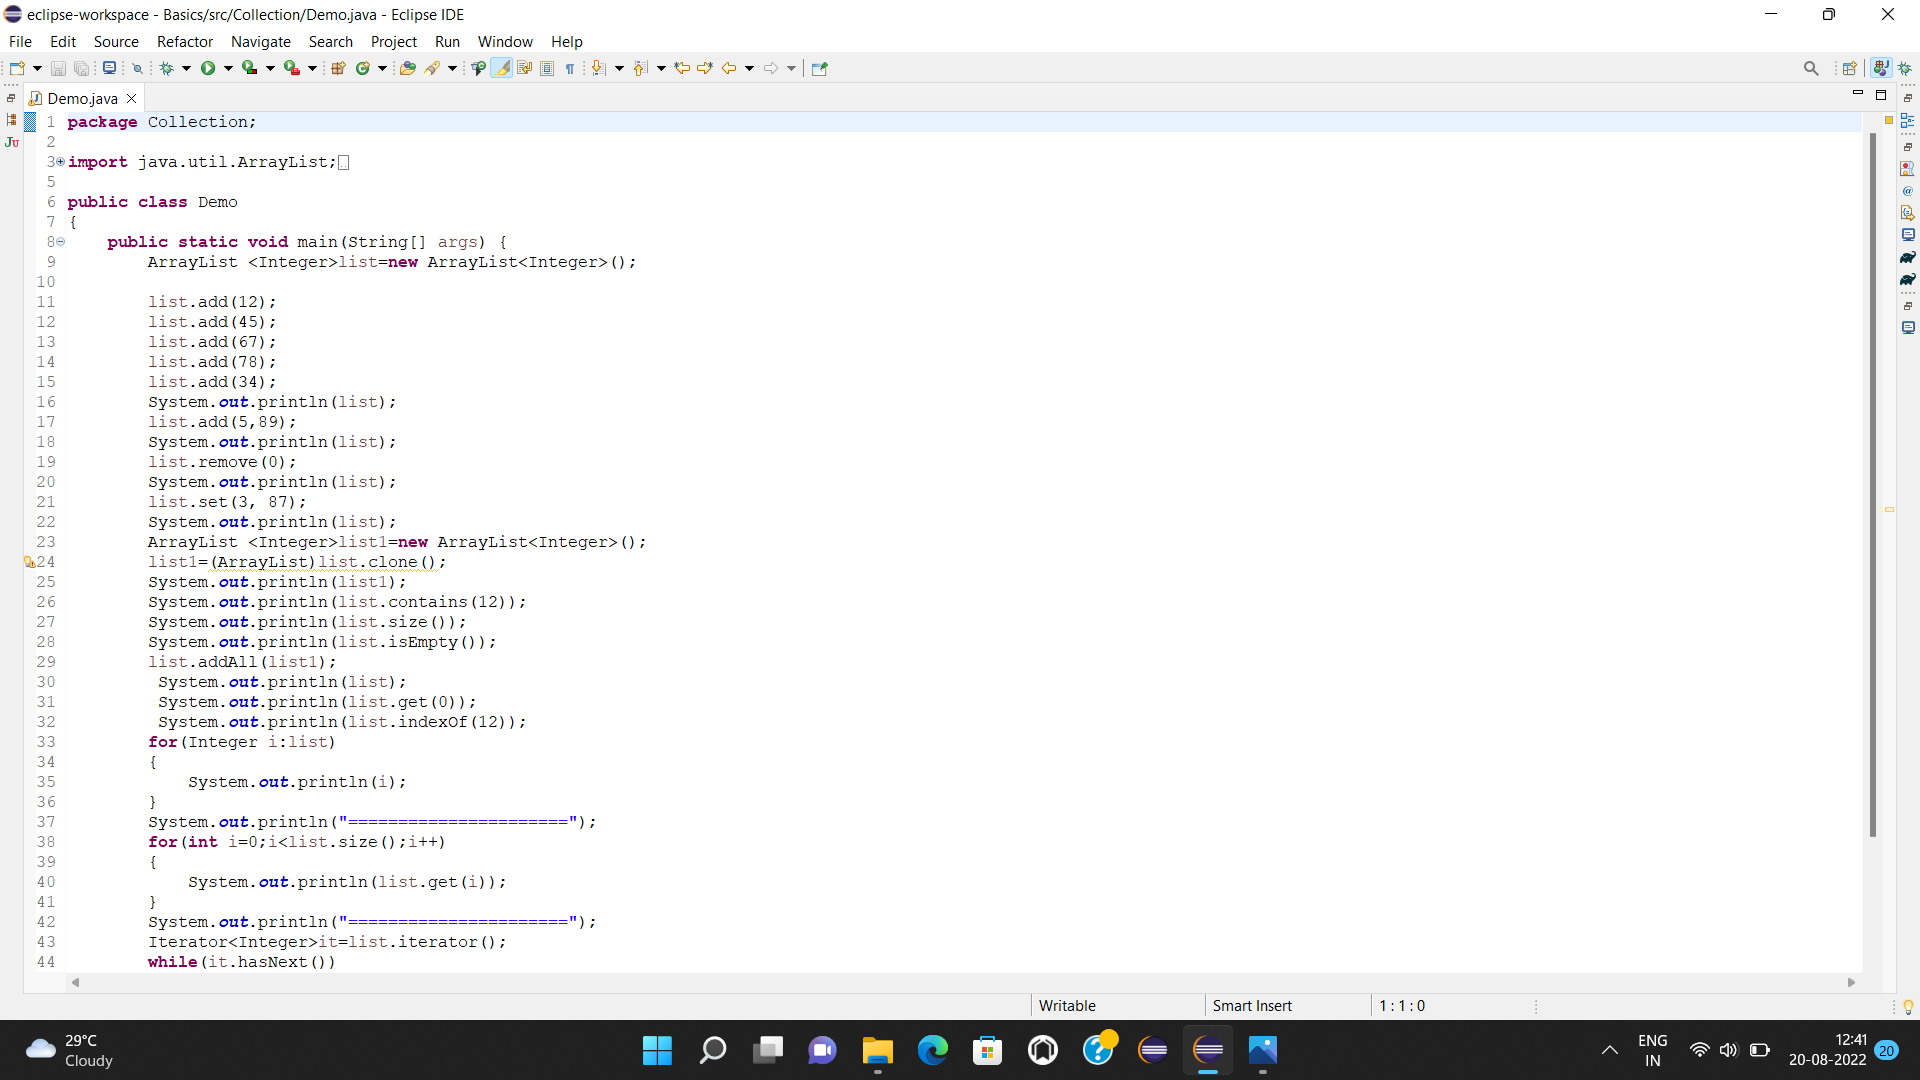 eclipse-workspace - Basics/src/Collection/Demo.java - Eclipse IDE
File Edit Source Refactor Navigate Search Project Run Window Help
Demo.java
Ju
1 package Collection;
2
3 import java.util.ArrayList;
5
6 public class Demo
7 {
8 public static void main(String[] args) {
9 ArrayList <Integer>list=new ArrayList<Integer>();
10
11 list.add(12);
12 list.add(45);
13 list.add(67);
14 list.add(78);
15 list.add(34);
16 System.out.println(list);
17 list.add(5,89);
18 System.out.println(list);
19 list.remove(0);
20 System.out.println(list);
21 list.set(3, 87);
22 System.out.println(list);
23 ArrayList <Integer>list1=new ArrayList<Integer>();
24 list1=(ArrayList)list.clone();
25 System.out.println(list1);
26 System.out.println(list.contains(12));
27 System.out.println(list.size());
28 System.out.println(list.isEmpty());
29 list.addAll(list1);
30 System.out.println(list);
31 System.out.println(list.get(0));
32 System.out.println(list.indexOf(12));
33 for(Integer i:list)
34 {
35 System.out.println(i);
36 }
37 System.out.println("======================");
38 for(int i=0;i<list.size();i++)
39 {
40 System.out.println(list.get(i));
41 }
42 System.out.println("======================");
43 Iterator<Integer>it=list.iterator();
44 while(it.hasNext())
Writable Smart Insert 1 : 1 : 0
29°C
Cloudy
ENG
IN
12:41
20-08-2022
20